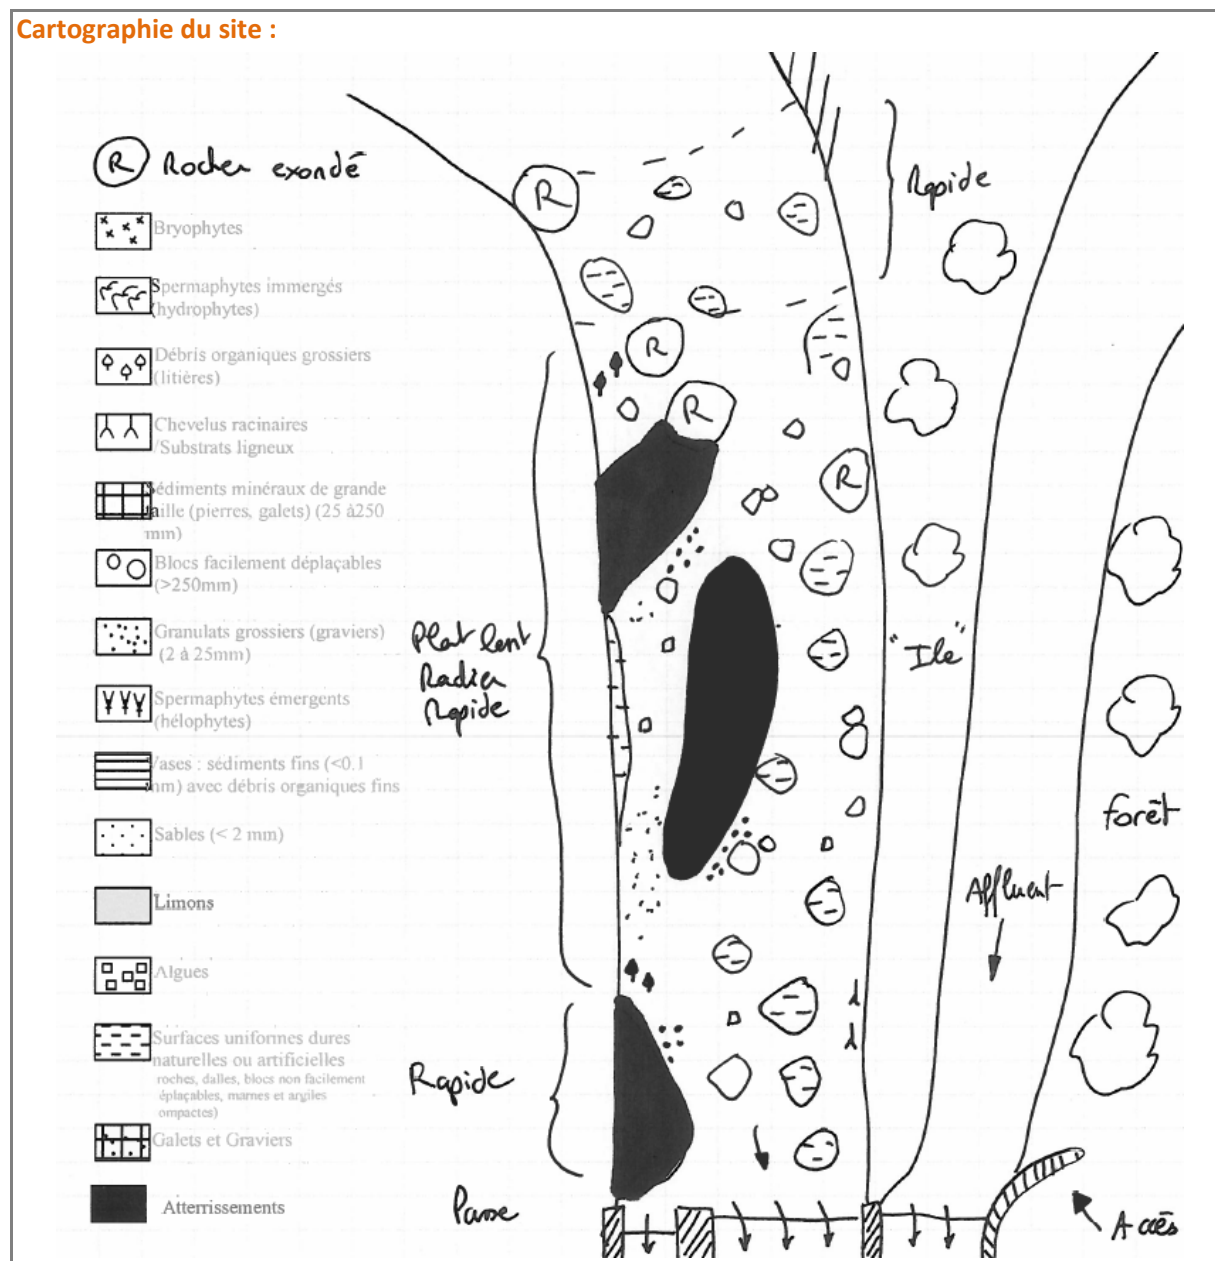 Cartographie du site :
R Rocher exondé
Bryophytes
Spermaphytes immergés
(hydrophytes)
Débris organiques grossiers
(litières)
Chevelus racinaires
/Substrats ligneux
Sédiments minéraux de grande
aille (pierres, galets) (25 à250
mm)
Blocs facilement déplaçables
(>250mm)
Granulats grossiers (graviers)
(2 à 25mm)
Spermaphytes émergents
(hélophytes)
Vases : sédiments fins (<0.1
mm) avec débris organiques fins
Sables (< 2 mm)
Limons
Algues
Surfaces uniformes dures
naturelles ou artificielles
roches, dalles, blocs non facilement
éplaçables, marnes et argiles
ompactes)
Galets et Graviers
Atterrissements
R
R
R
R
Rapide
Plat lent
Radier
Rapide
"Ile"
forêt
Affluent
Rapide
Passe
Accès